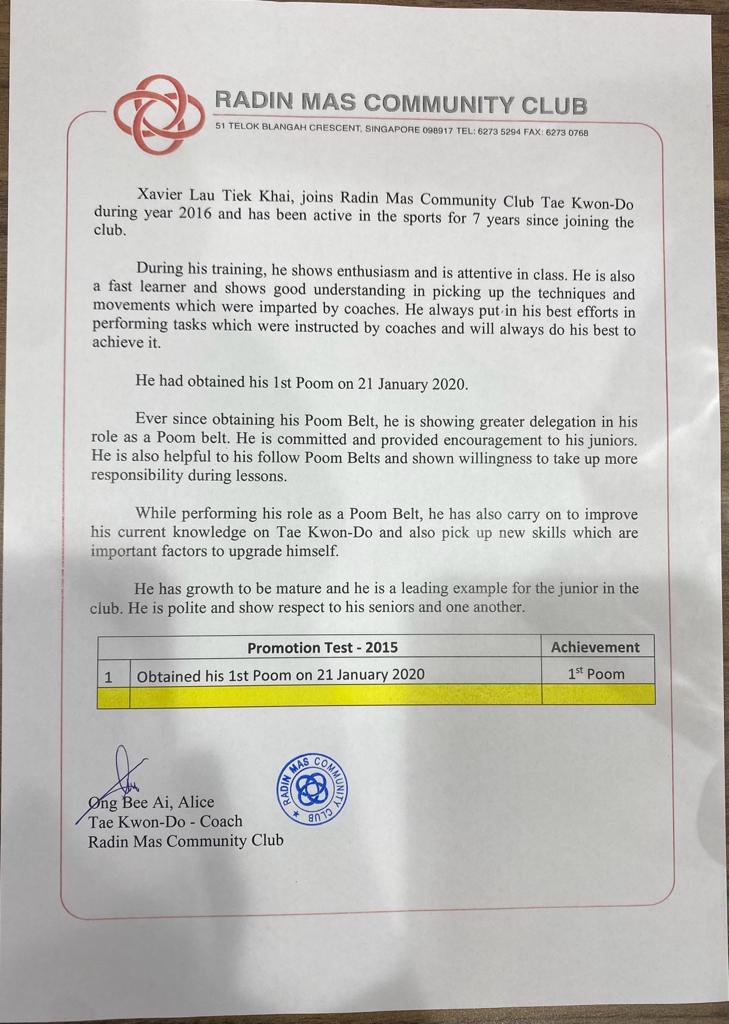 RADIN MAS COMMUNITY CLUB
51 TELOK BLANGAH CRESCENT, SINGAPORE 098917 TEL: 6273 5294 FAX: 6273 0768
Xavier Lau Tiek Khai, joins Radin Mas Community Club Tae Kwon-Do
during year 2016 and has been active in the sports for 7 years since joining the
club.
During his training, he shows enthusiasm and is attentive in class. He is also
a fast learner and shows good understanding in picking up the techniques and
movements which were imparted by coaches. He always put in his best efforts in
performing tasks which were instructed by coaches and will always do his best to
achieve it.
He had obtained his 1st Poom on 21 January 2020.
Ever since obtaining his Poom Belt, he is showing greater delegation in his
role as a Poom belt. He is committed and provided encouragement to his juniors.
He is also helpful to his follow Poom Belts and shown willingness to take up more
responsibility during lessons.
While performing his role as a Poom Belt, he has also carry on to improve
his current knowledge on Tae Kwon-Do and also pick up new skills which are
important factors to upgrade himself.
He has growth to be mature and he is a leading example for the junior in the
club. He is polite and show respect to his seniors and one another.
Promotion Test - 2015 Achievement
1 Obtained his 1st Poom on 21 January 2020 1st Poom
RADIN MAS COMMUNITY CLUB
Ong Bee Ai, Alice
Tae Kwon-Do - Coach
Radin Mas Community Club